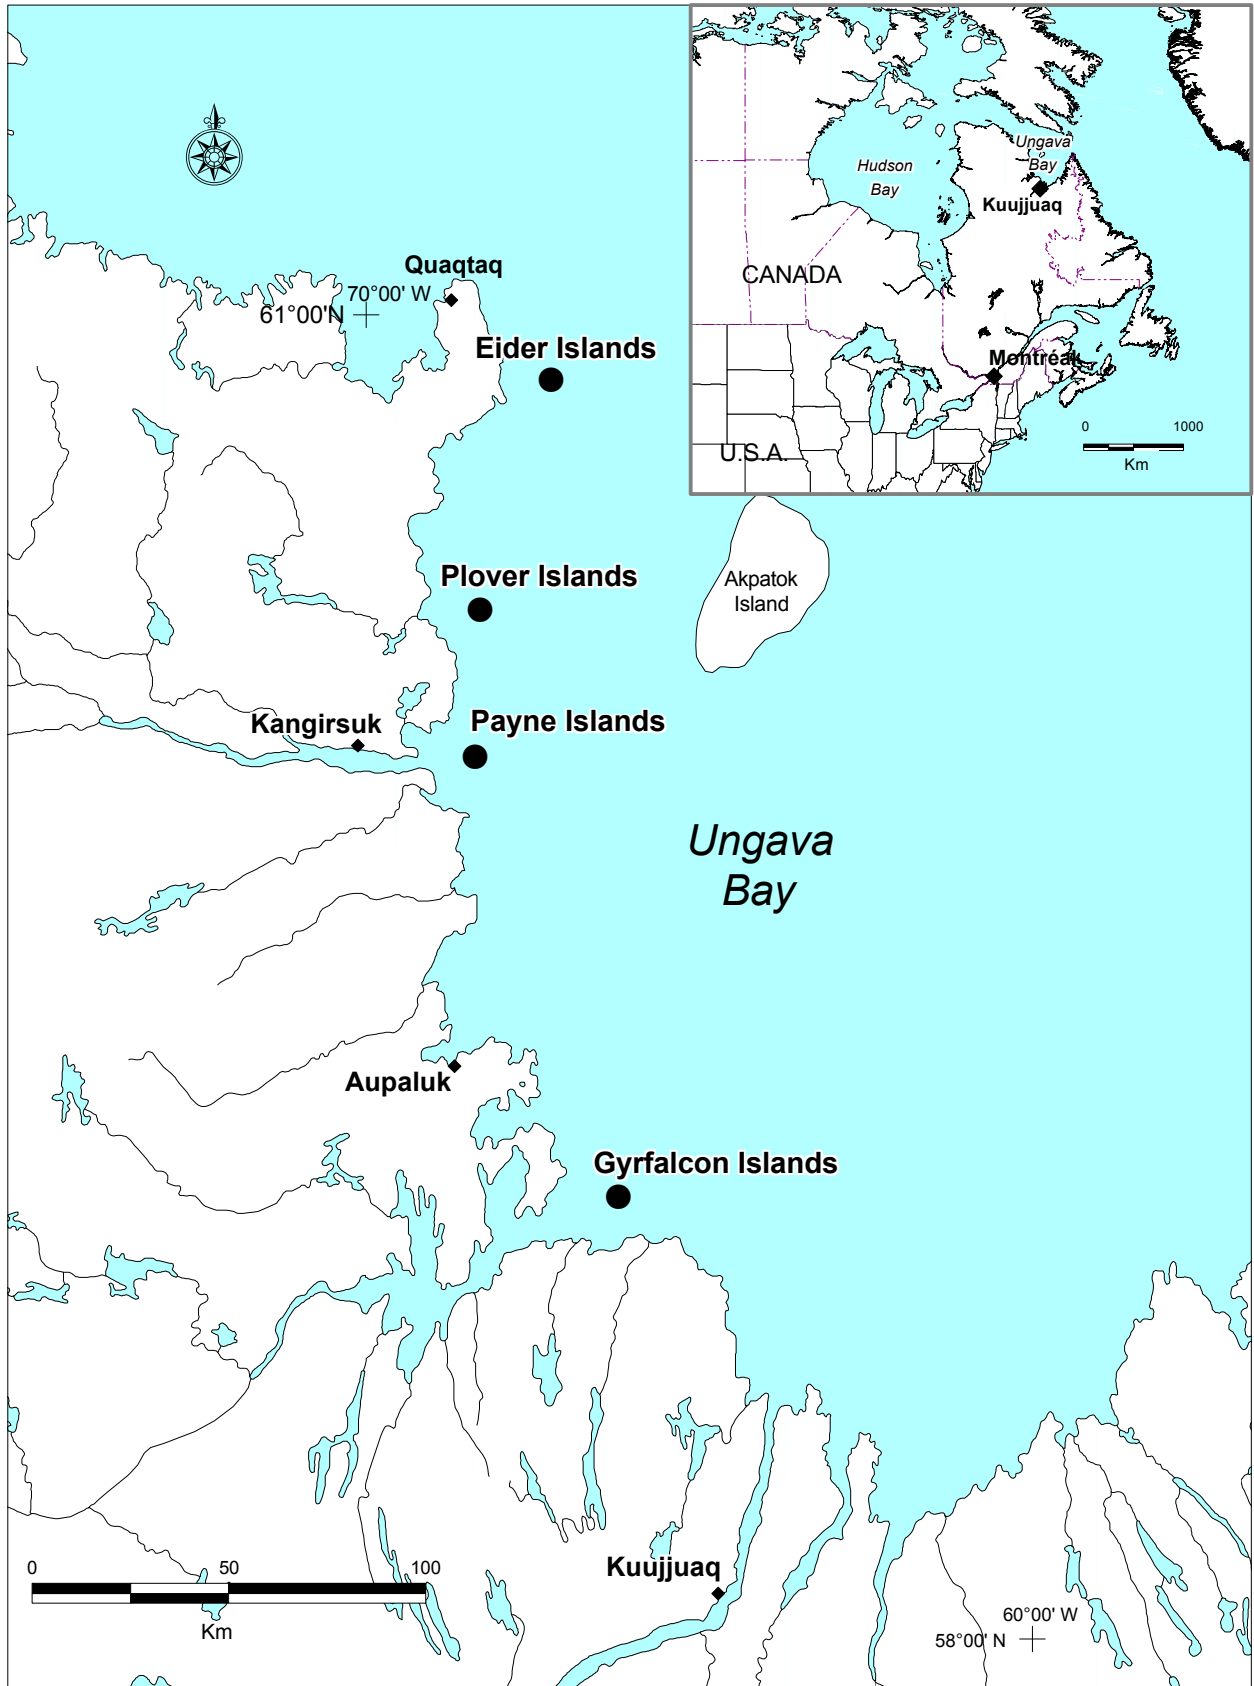 Ungava
Bay
Hudson
Bay
Kuujjuaq
CANADA
Montréal
U.S.A.
0 1000
Km
Quaqtaq
70°00' W
61°00'N
Eider Islands
Plover Islands
Akpatok
Island
Kangirsuk
Payne Islands
Ungava
Bay
Aupaluk
Gyrfalcon Islands
0 50 100
Km
Kuujjuaq
60°00' W
58°00' N